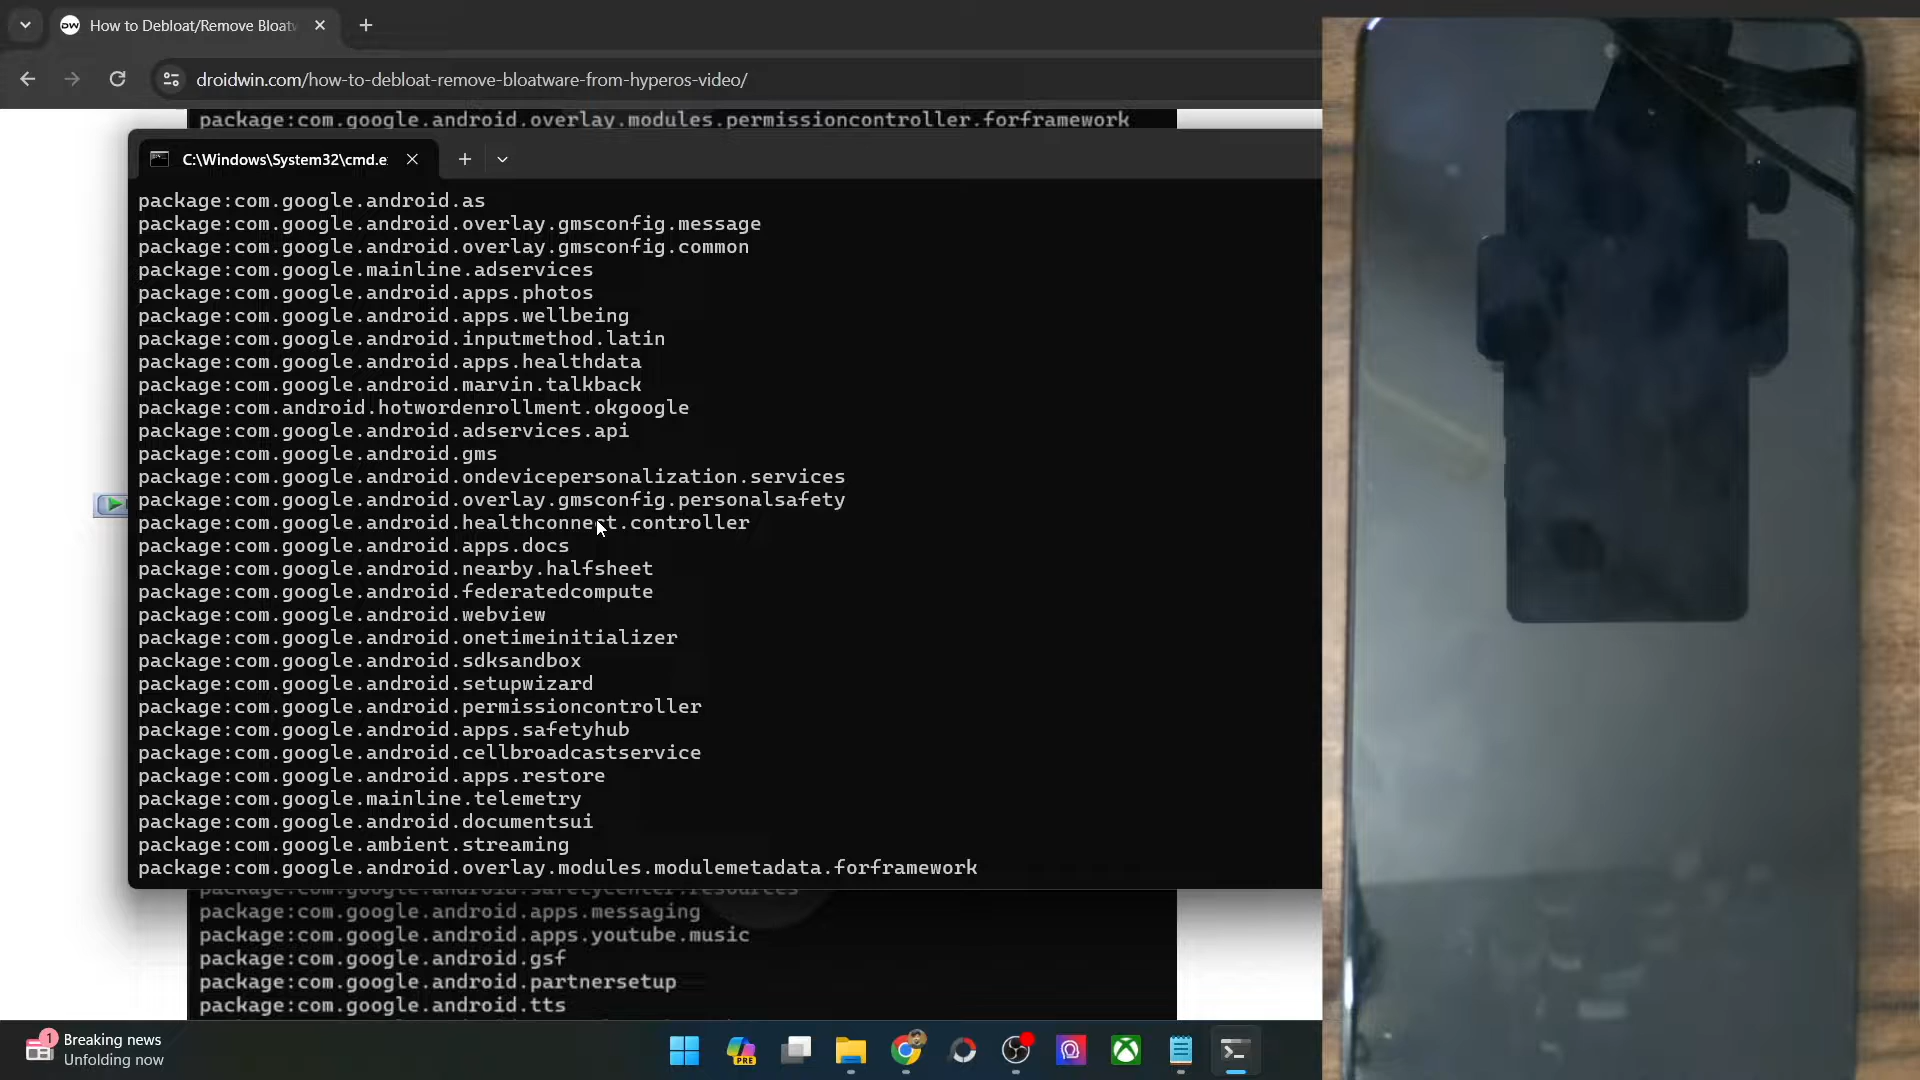 How to Debloat/Remove Bloatw
droidwin.com/how-to-debloat-remove-bloatware-from-hyperos-video/
package:com.google.android.overlay.modules.permissioncontroller.forframework
C:\Windows\System32\cmd.e
package:com.google.android.as
package:com.google.android.overlay.gmsconfig.message
package:com.google.android.overlay.gmsconfig.common
package:com.google.mainline.adservices
package:com.google.android.apps.photos
package:com.google.android.apps.wellbeing
package:com.google.android.inputmethod.latin
package:com.google.android.apps.healthdata
package:com.google.android.marvin.talkback
package:com.android.hotwordenrollment.okgoogle
package:com.google.android.adservices.api
package:com.google.android.gms
package:com.google.android.ondevicepersonalization.services
package:com.google.android.overlay.gmsconfig.personalsafety
package:com.google.android.healthconnect.controller
package:com.google.android.apps.docs
package:com.google.android.nearby.halfsheet
package:com.google.android.federatedcompute
package:com.google.android.webview
package:com.google.android.onetimeinitializer
package:com.google.android.sdksandbox
package:com.google.android.setupwizard
package:com.google.android.permissioncontroller
package:com.google.android.apps.safetyhub
package:com.google.android.cellbroadcastservice
package:com.google.android.apps.restore
package:com.google.mainline.telemetry
package:com.google.android.documentsui
package:com.google.ambient.streaming
package:com.google.android.overlay.modules.modulemetadata.forframework
package:com.google.android.safetycenter.resources
package:com.google.android.apps.messaging
package:com.google.android.apps.youtube.music
package:com.google.android.gsf
package:com.google.android.partnersetup
package:com.google.android.tts
1
Breaking news
Unfolding now
PRE